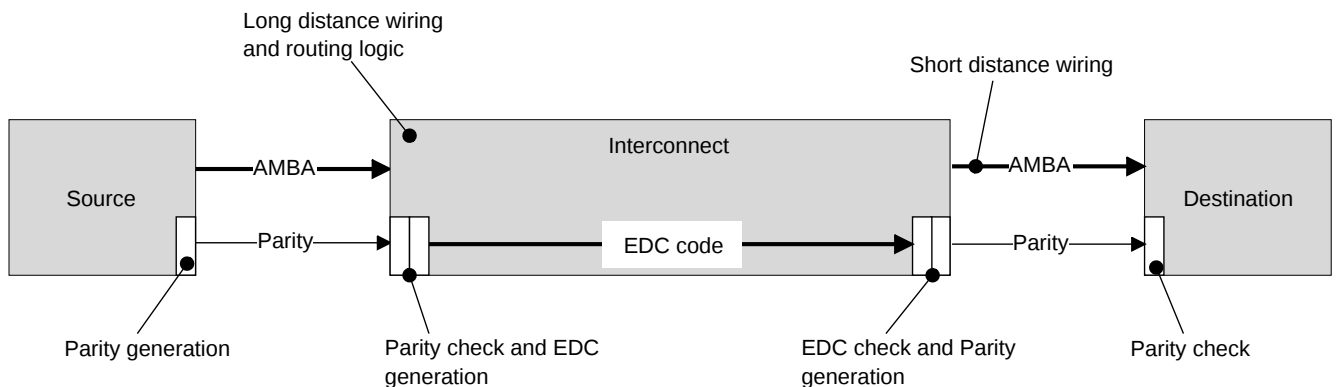 Long distance wiring
and routing logic
Short distance wiring
Interconnect
AMBA
AMBA
Source
Destination
Parity
EDC code
Parity
Parity generation
Parity check and EDC
generation
EDC check and Parity
generation
Parity check